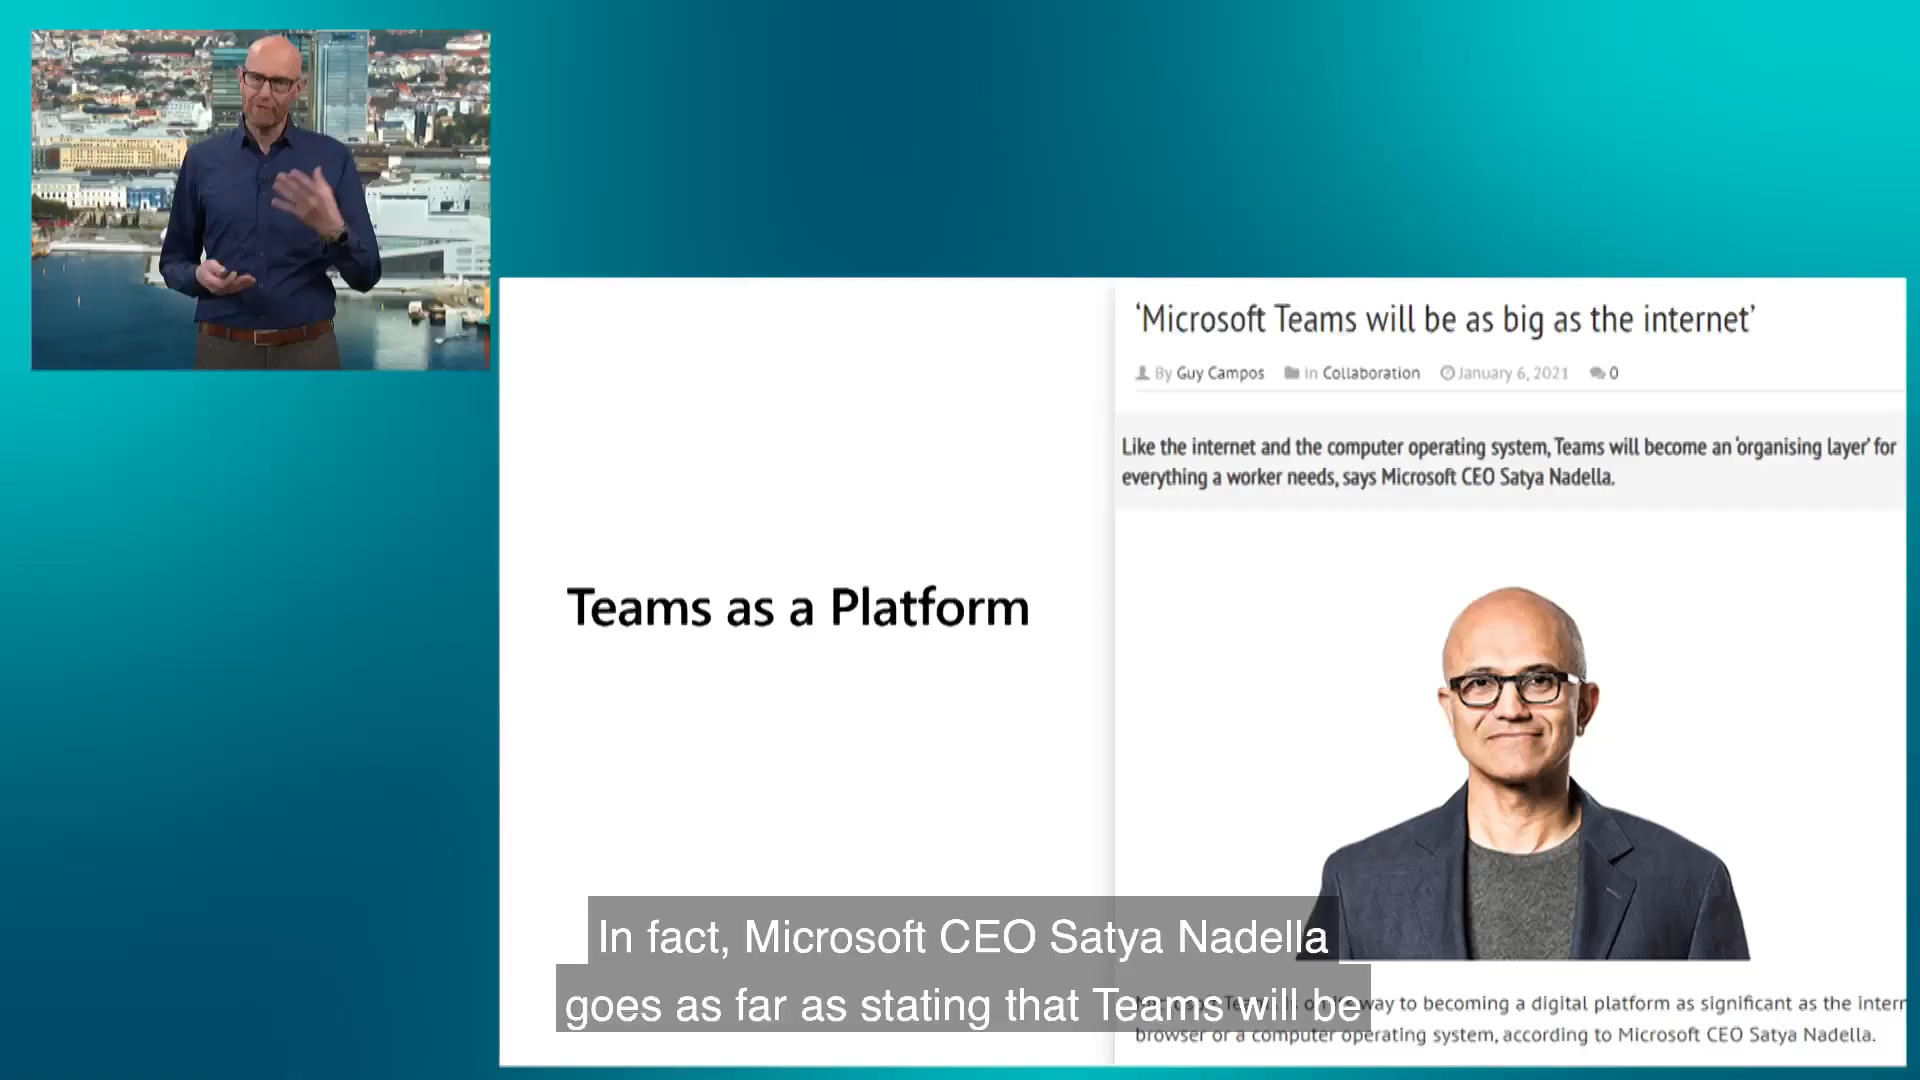 'Microsoft Teams will be as big as the internet'
By Guy Campos in Collaboration January 6, 2021 0
Like the internet and the computer operating system, Teams will become an 'organising layer' for
everything a worker needs, says Microsoft CEO Satya Nadella.
Teams as a Platform
In fact, Microsoft CEO Satya Nadella
goes as far as stating that Teams will be
way to becoming a digital platform as significant as the intern
browser or a computer operating system, according to Microsoft CEO Satya Nadella.